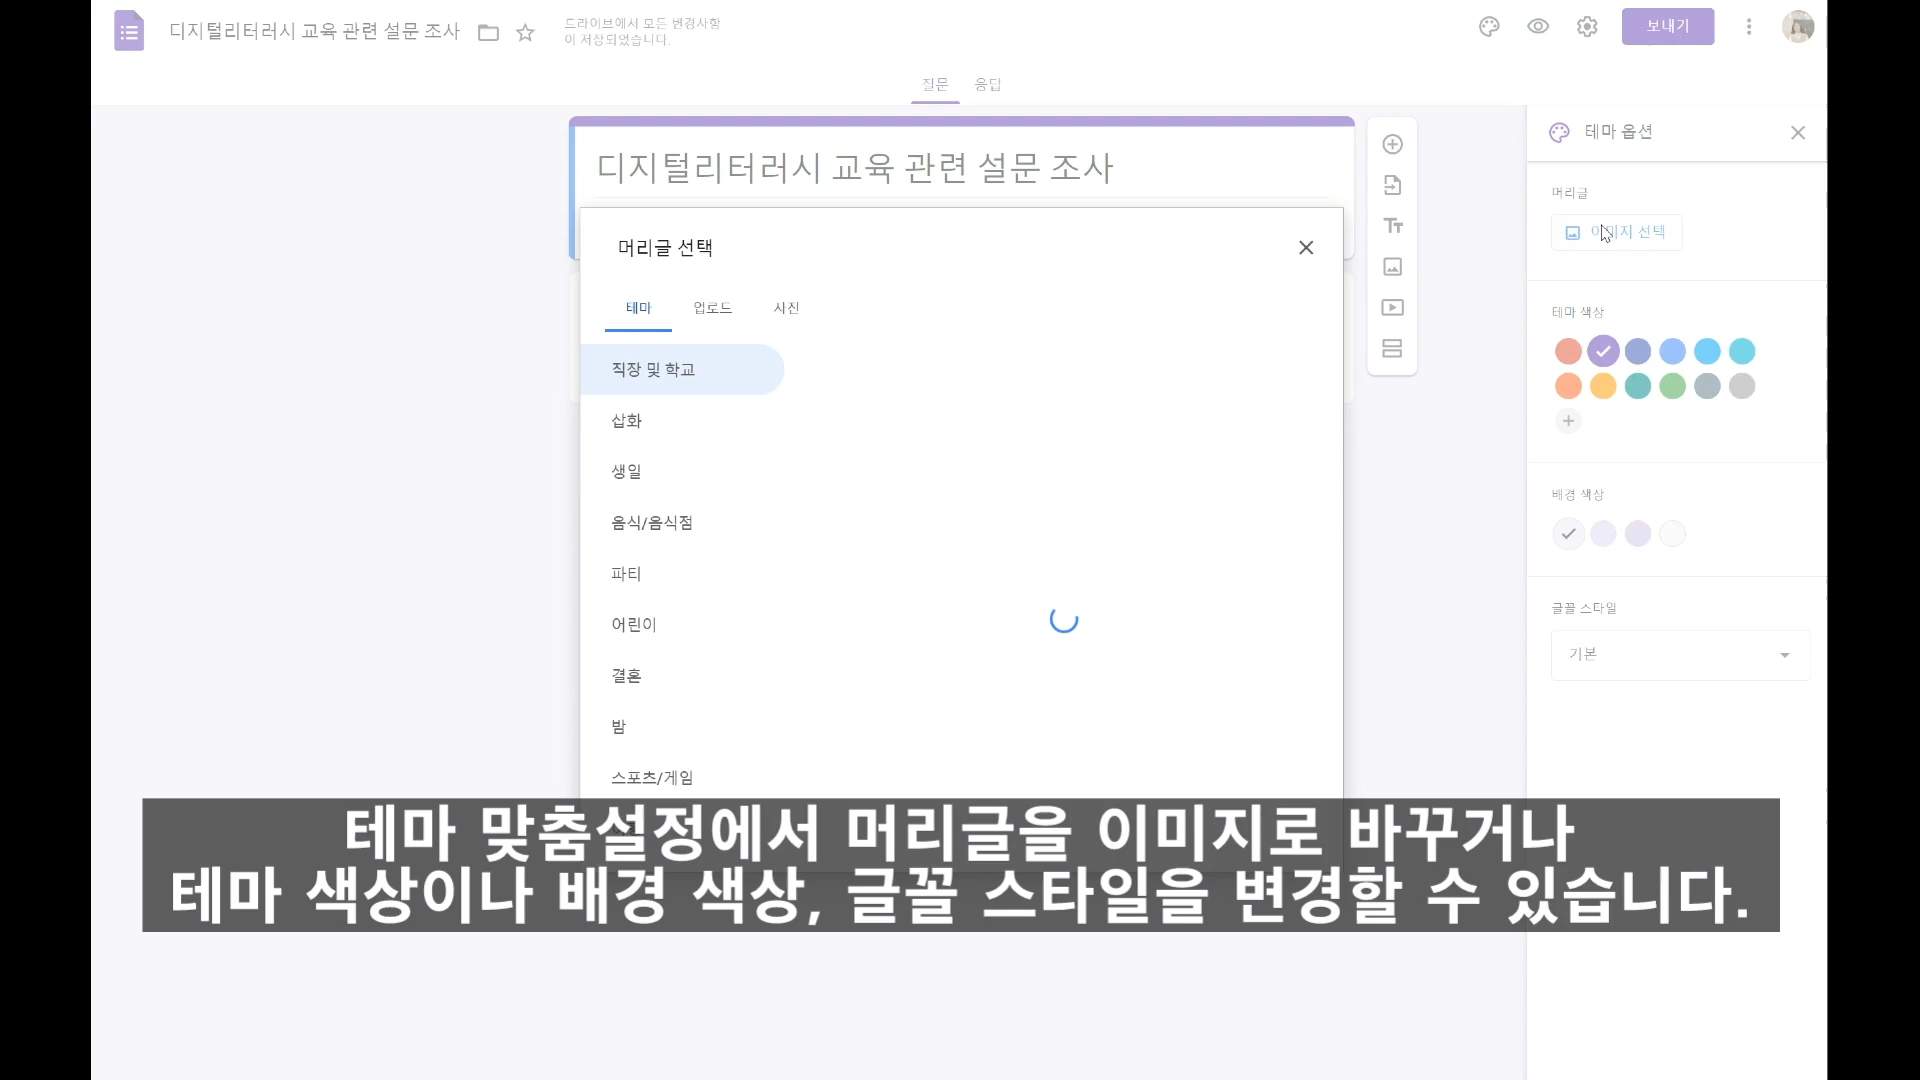 디지털리터러시 교육 관련 설문 조사
드라이브에서 모든 변경사항
이 저장되었습니다.
보내기
질문
응답
디지털리터러시 교육 관련 설문 조사
테마 옵션
머리글
이미지 선택
테마 색상
배경 색상
글꼴 스타일
기본
머리글 선택
테마
업로드
사진
직장 및 학교
삽화
생일
음식/음식점
파티
어린이
결혼
밤
스포츠/게임
테마 맞춤설정에서 머리글을 이미지로 바꾸거나
테마 색상이나 배경 색상, 글꼴 스타일을 변경할 수 있습니다.